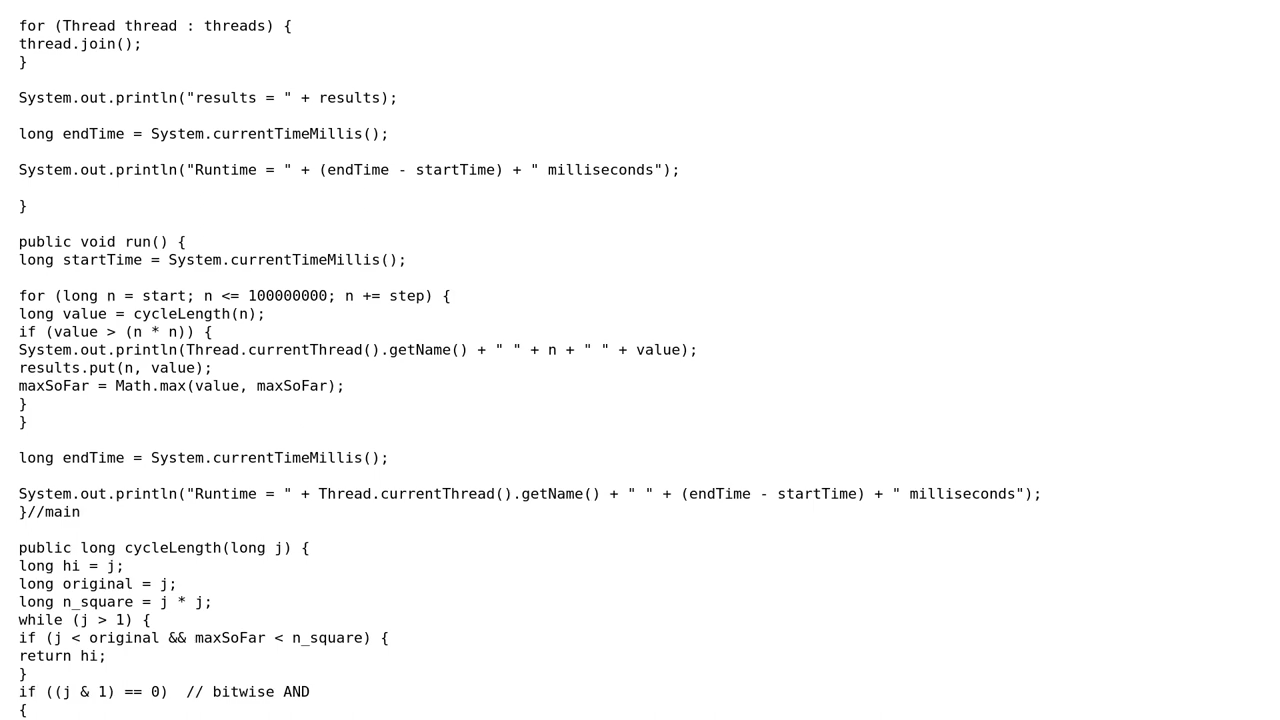 for (Thread thread : threads) {
thread.join();
}
System.out.println("results = " + results);
long endTime = System.currentTimeMillis();
System.out.println("Runtime = " + (endTime - startTime) + " milliseconds");
}
public void run() {
long startTime = System.currentTimeMillis();
for (long n = start; n <= 100000000; n += step) {
long value = cycleLength(n);
if (value > (n * n)) {
System.out.println(Thread.currentThread().getName() + " " + n + " " + value);
results.put(n, value);
maxSoFar = Math.max(value, maxSoFar);
}
}
long endTime = System.currentTimeMillis();
System.out.println("Runtime = " + Thread.currentThread().getName() + " " + (endTime - startTime) + " milliseconds");
}//main
public long cycleLength(long j) {
long hi = j;
long original = j;
long n_square = j * j;
while (j > 1) {
if (j < original && maxSoFar < n_square) {
return hi;
}
if ((j & 1) == 0)  // bitwise AND
{